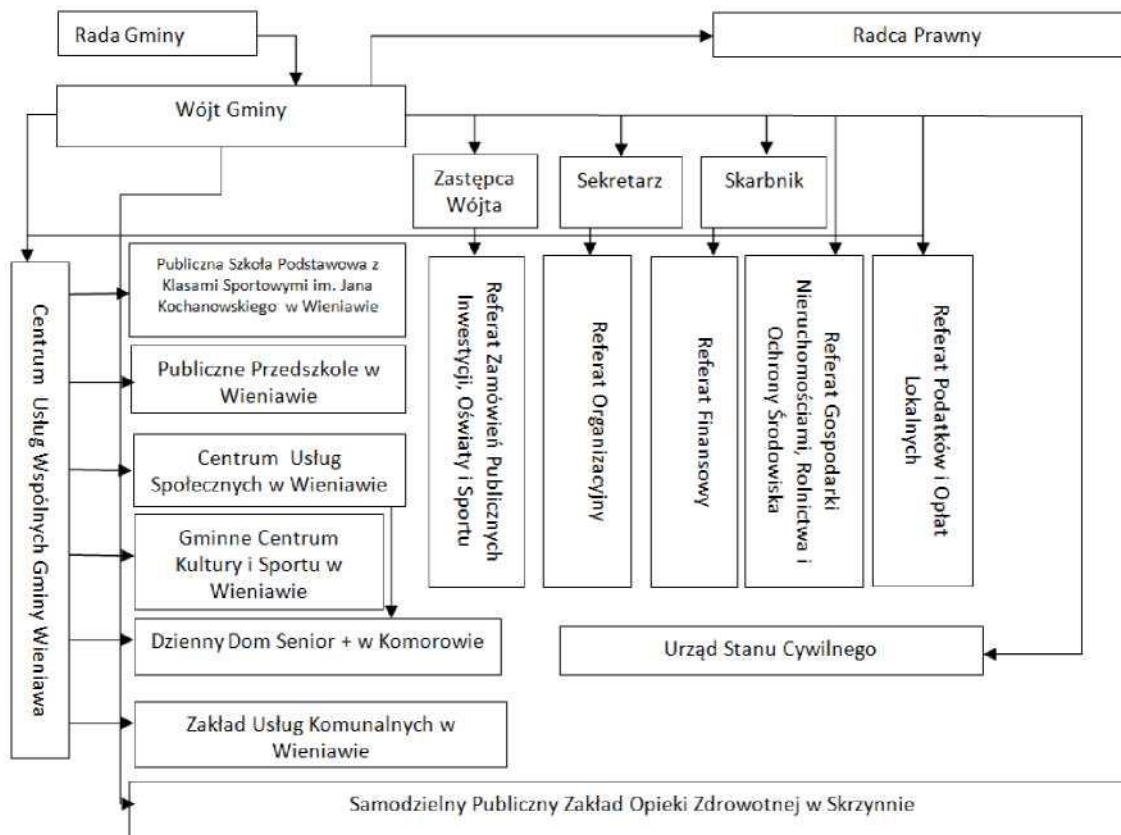 Rada Gminy
Radca Prawny
Wójt Gminy
Zastępca
Wójta
Sekretarz
Skarbnik
Centrum Usług Wspólnych Gminy Wieniawa
Publiczna Szkoła Podstawowa z
Klasami Sportowymi im. Jana
Kochanowskiego w Wieniawie
Publiczne Przedszkole w
Wieniawie
Centrum Usług
Społecznych w Wieniawie
Gminne Centrum
Kultury i Sportu w
Wieniawie
Dzienny Dom Senior + w Komorowie
Zakład Usług Komunalnych w
Wieniawie
Referat Zamówień Publicznych
Inwestycji, Oświaty i Sportu
Referat Organizacyjny
Referat Finansowy
Referat Gospodarki
Nieruchomościami, Rolnictwa i
Ochrony Środowiska
Referat Podatków i Opłat
Lokalnych
Urząd Stanu Cywilnego
Samodzielny Publiczny Zakład Opieki Zdrowotnej w Skrzynnie